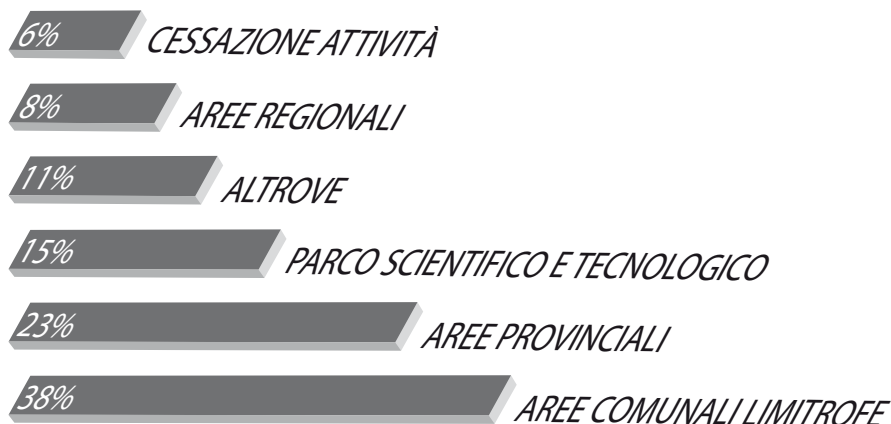 6% CESSAZIONE ATTIVITÀ
8% AREE REGIONALI
11% ALTROVE
15% PARCO SCIENTIFICO E TECNOLOGICO
23% AREE PROVINCIALI
38% AREE COMUNALI LIMITROFE